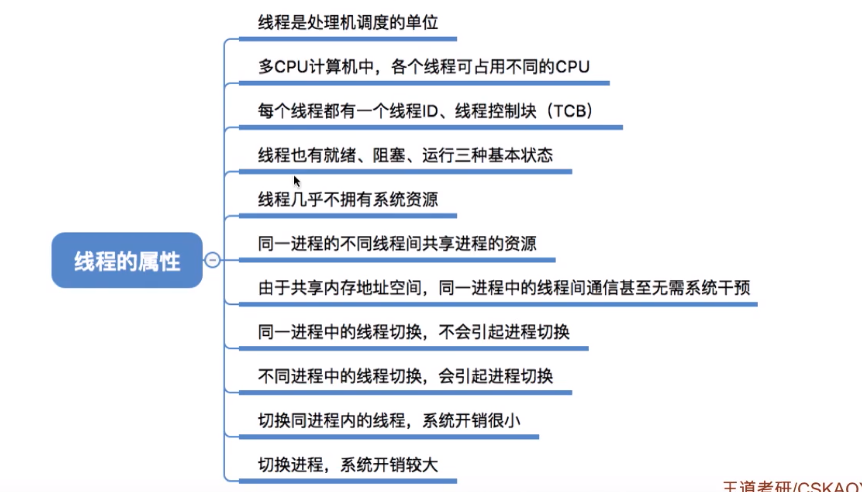 线程是处理机调度的单位
多CPU计算机中，各个线程可占用不同的CPU
每个线程都有一个线程ID、线程控制块（TCB）
线程也有就绪、阻塞、运行三种基本状态
线程几乎不拥有系统资源
线程的属性
同一进程的不同线程间共享进程的资源
由于共享内存地址空间，同一进程中的线程间通信甚至无需系统干预
同一进程中的线程切换，不会引起进程切换
不同进程中的线程切换，会引起进程切换
切换同进程内的线程，系统开销很小
切换进程，系统开销较大
王道考研/CSKAO